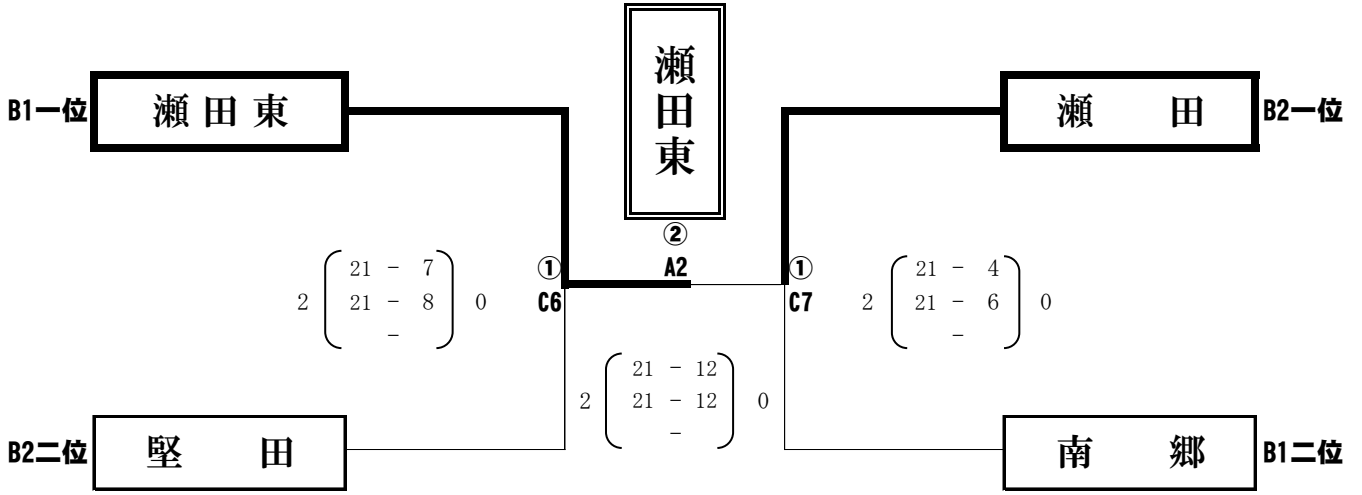 瀬田東
B1一位 瀬田東
瀬 田 B2一位
②
A2
① C6
① C7
2 21 - 7 0
21 - 8
-
2 21 - 4 0
21 - 6
-
2 21 - 12 0
21 - 12
-
B2二位 堅 田
南 郷 B1二位